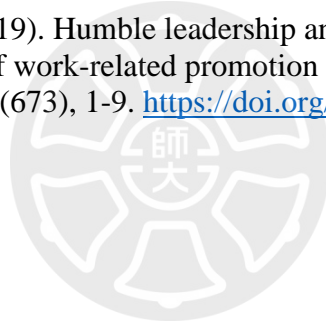 19). Humble leadership an
f work-related promotion
(673), 1-9. https://doi.org/
師
大